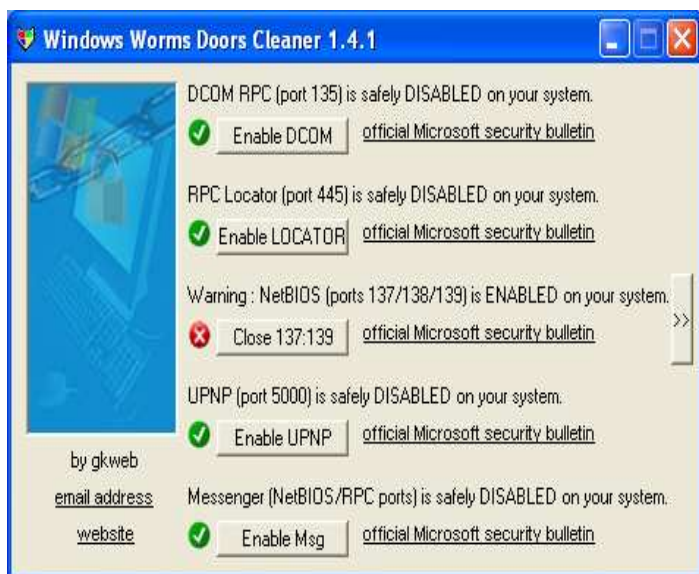 Windows Worms Doors Cleaner 1.4.1
DCOM RPC (port 135) is safely DISABLED on your system.
Enable DCOM official Microsoft security bulletin
RPC Locator (port 445) is safely DISABLED on your system.
Enable LOCATOR official Microsoft security bulletin
Warning : NetBIOS (ports 137/138/139) is ENABLED on your system.
>>
Close 137:139 official Microsoft security bulletin
UPNP (port 5000) is safely DISABLED on your system.
Enable UPNP official Microsoft security bulletin
Messenger (NetBIOS/RPC ports) is safely DISABLED on your system.
Enable Msg official Microsoft security bulletin
by gkweb
email address
website